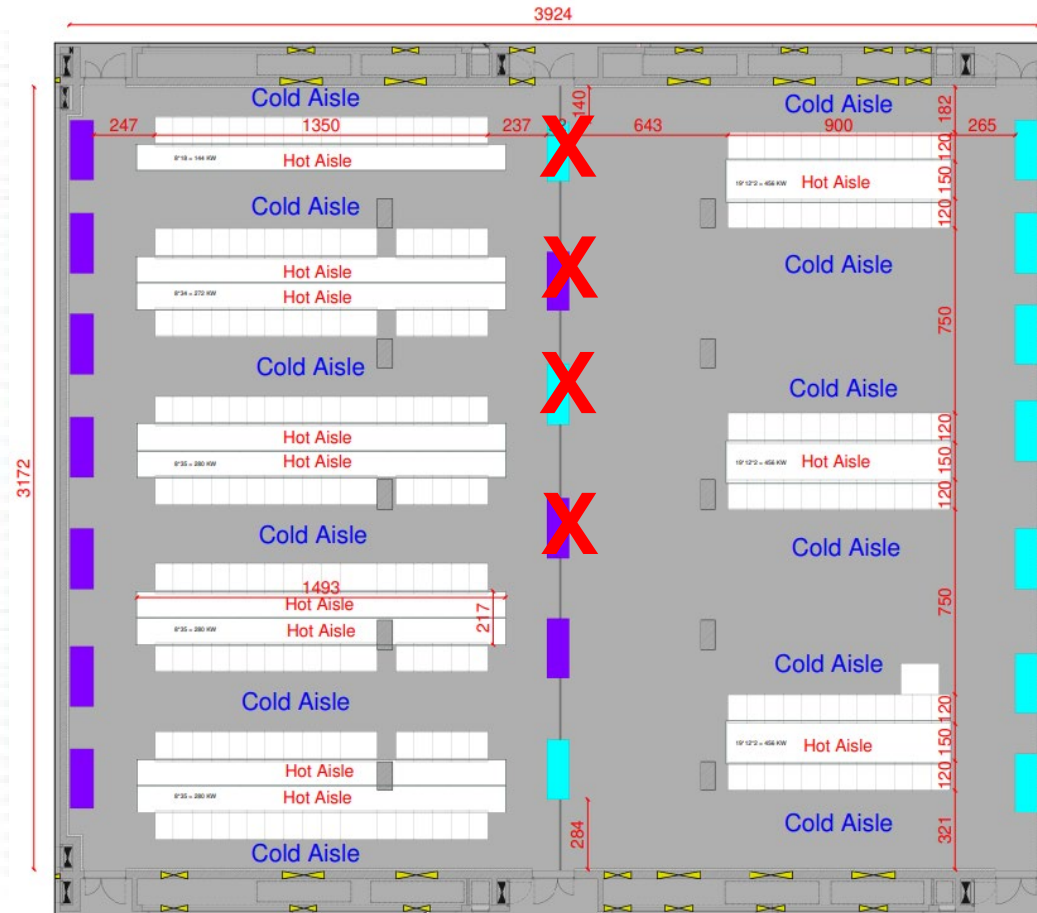 3924
Cold Aisle
Cold Aisle
140
182
247
1350
237
643
900
265
X
120
8*18 = 144 KW
Hot Aisle
19*12*2 = 456 KW
Hot Aisle
150
Cold Aisle
120
X
Cold Aisle
Hot Aisle
8*34 = 272 KW
Hot Aisle
750
Cold Aisle
X
Cold Aisle
120
Hot Aisle
8*35 = 280 KW
Hot Aisle
19*12*2 = 456 KW
Hot Aisle
150
3172
120
X
Cold Aisle
Cold Aisle
1493
750
Hot Aisle
217
8*35 = 280 KW
Hot Aisle
Cold Aisle
Cold Aisle
120
19*12*2 = 456 KW
Hot Aisle
150
Hot Aisle
120
8*35 = 280 KW
Hot Aisle
284
Cold Aisle
321
Cold Aisle